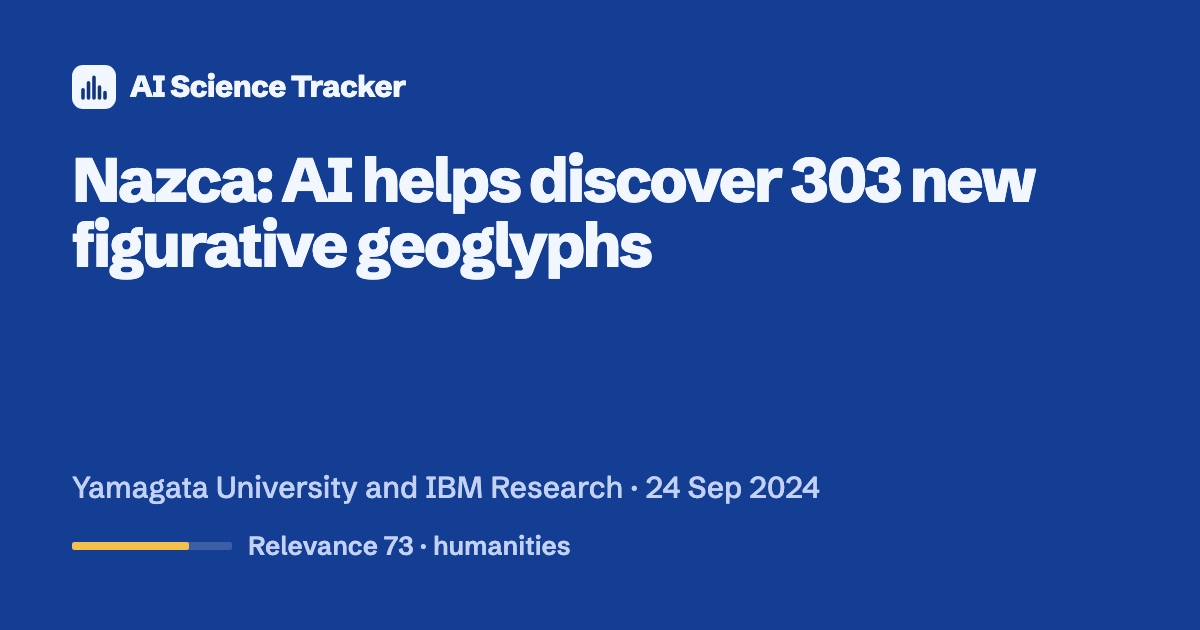 AI Science Tracker
Nazca: AI helps discover 303 new
figurative geoglyphs
Yamagata University and IBM Research · 24 Sep 2024
Relevance 73 · humanities